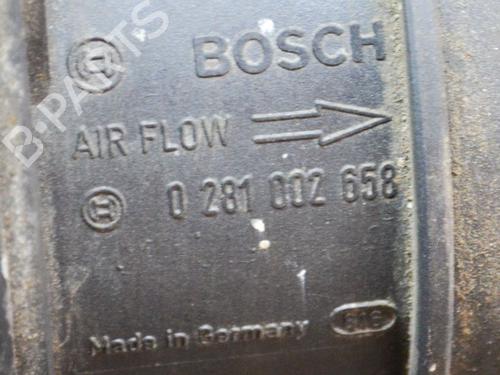 BOSCH
AIR FLOW
0 281 002 658
Made in Germany